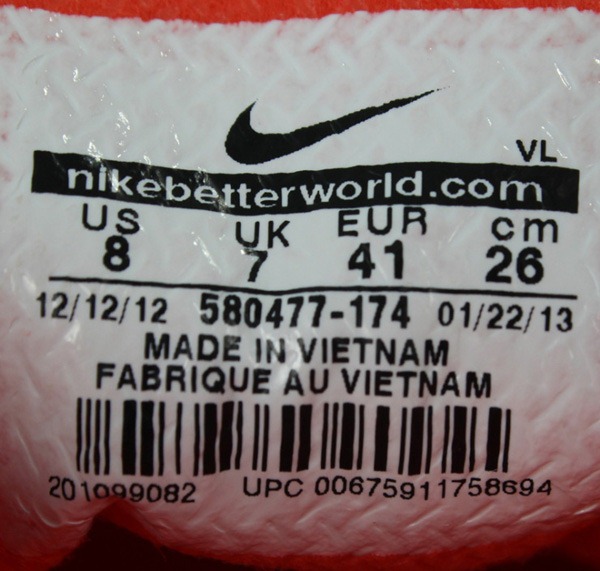 VL
nikebetterworld.com
US UK EUR cm
8 7 41 26
12/12/12 580477-174 01/22/13
MADE IN VIETNAM
FABRIQUE AU VIETNAM
201099082 UPC 00675911758694